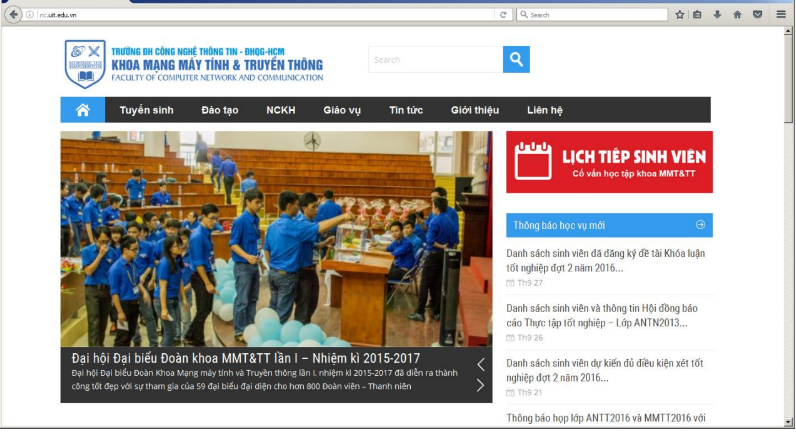 nc.uit.edu.vn
Search
TRƯỜNG ĐH CÔNG NGHỆ THÔNG TIN - ĐHQG-HCM
KHOA MẠNG MÁY TÍNH & TRUYỀN THÔNG
FACULTY OF COMPUTER NETWORK AND COMMUNICATION
Search
Tuyển sinh Đào tạo NCKH Giáo vụ Tin tức Giới thiệu Liên hệ
LỊCH TIẾP SINH VIÊN
Cố vấn học tập khoa MMT&TT
Thông báo học vụ mới
Danh sách sinh viên đã đăng ký đề tài Khóa luận
tốt nghiệp đợt 2 năm 2016...
Th9 27
Danh sách sinh viên và thông tin Hội đồng báo
cáo Thực tập tốt nghiệp – Lớp ANTN2013...
Th9 26
Danh sách sinh viên dự kiến đủ điều kiện xét tốt
nghiệp đợt 2 năm 2016...
Th9 21
Thông báo họp lớp ANTT2016 và MMTT2016 với
Đại hội Đại biểu Đoàn khoa MMT&TT lần I – Nhiệm kì 2015-2017
Đại hội Đại biểu Đoàn Khoa Mạng máy tính và Truyền thông lần I, nhiệm kì 2015-2017 đã diễn ra thành
công tốt đẹp với sự tham gia của 59 đại biểu đại diện cho hơn 800 Đoàn viên – Thanh niên